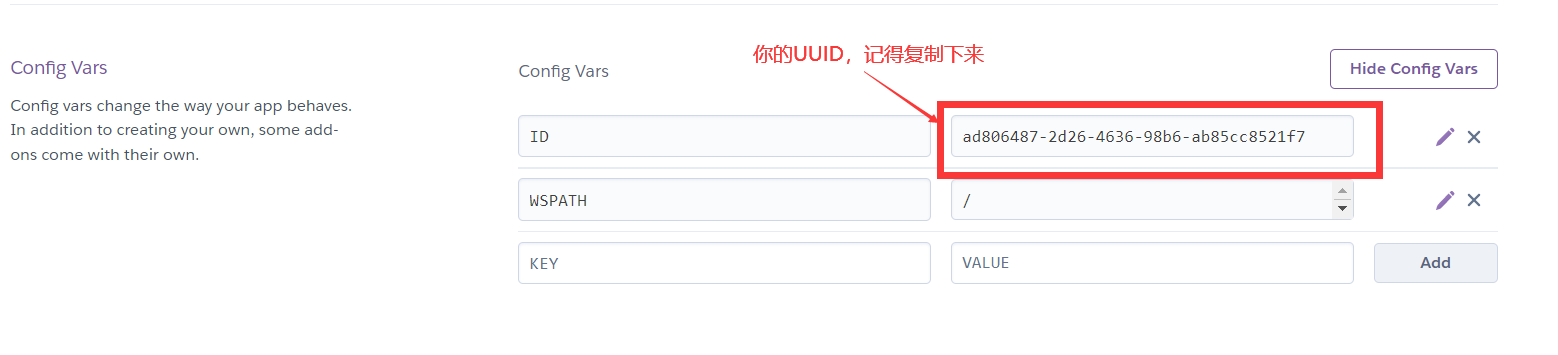 你的UUID，记得复制下来
Config Vars
Config vars change the way your app behaves.
In addition to creating your own, some add-
ons come with their own.
Config Vars
Hide Config Vars
ID
ad806487-2d26-4636-98b6-ab85cc8521f7
WSPATH
/
KEY
VALUE
Add